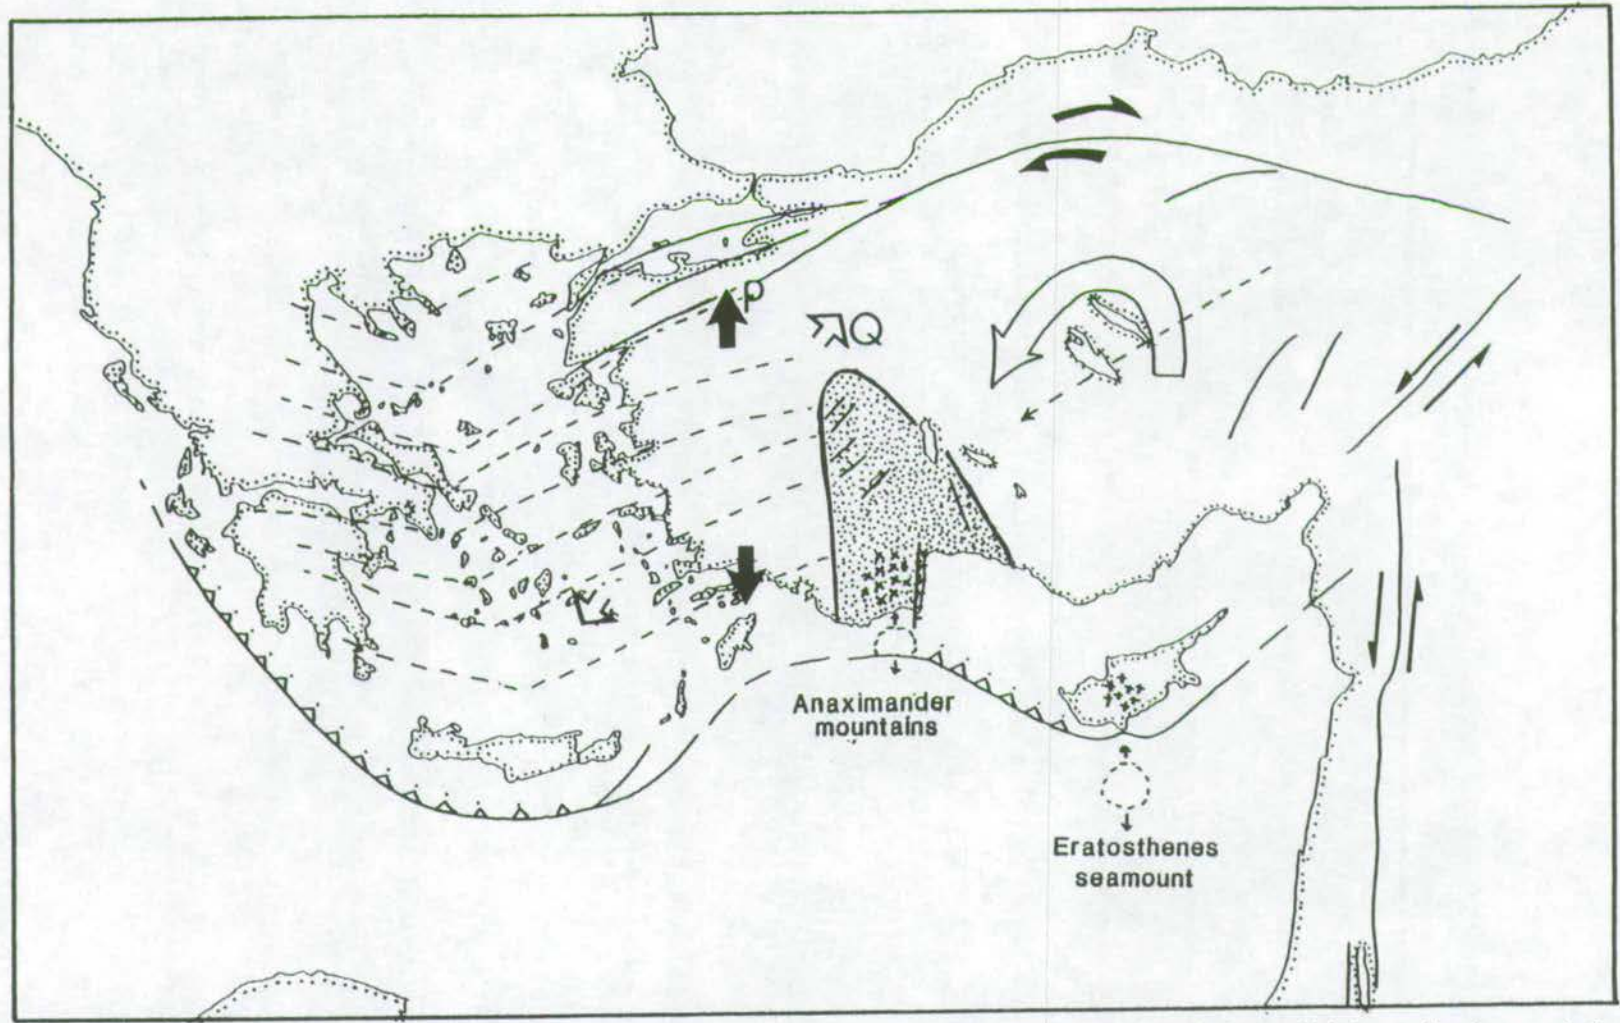 p
Q
Anaximander
mountains
Eratosthenes
seamount